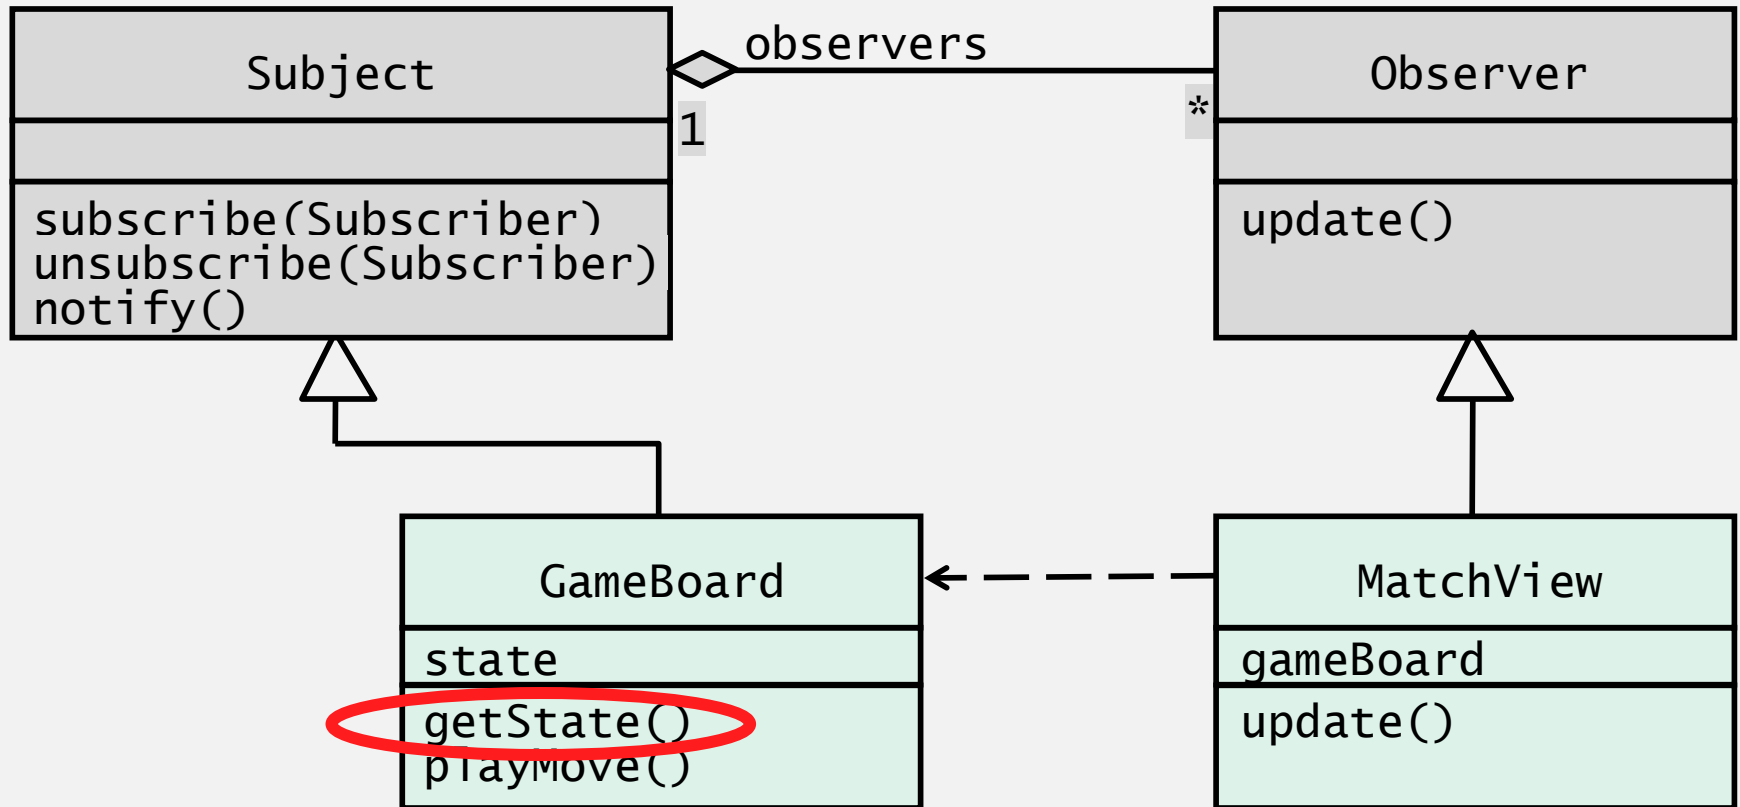 Subject
observers
1
*
Observer
subscribe(Subscriber)
unsubscribe(Subscriber)
notify()
update()
GameBoard
state
getState()
playMove()
MatchView
gameBoard
update()